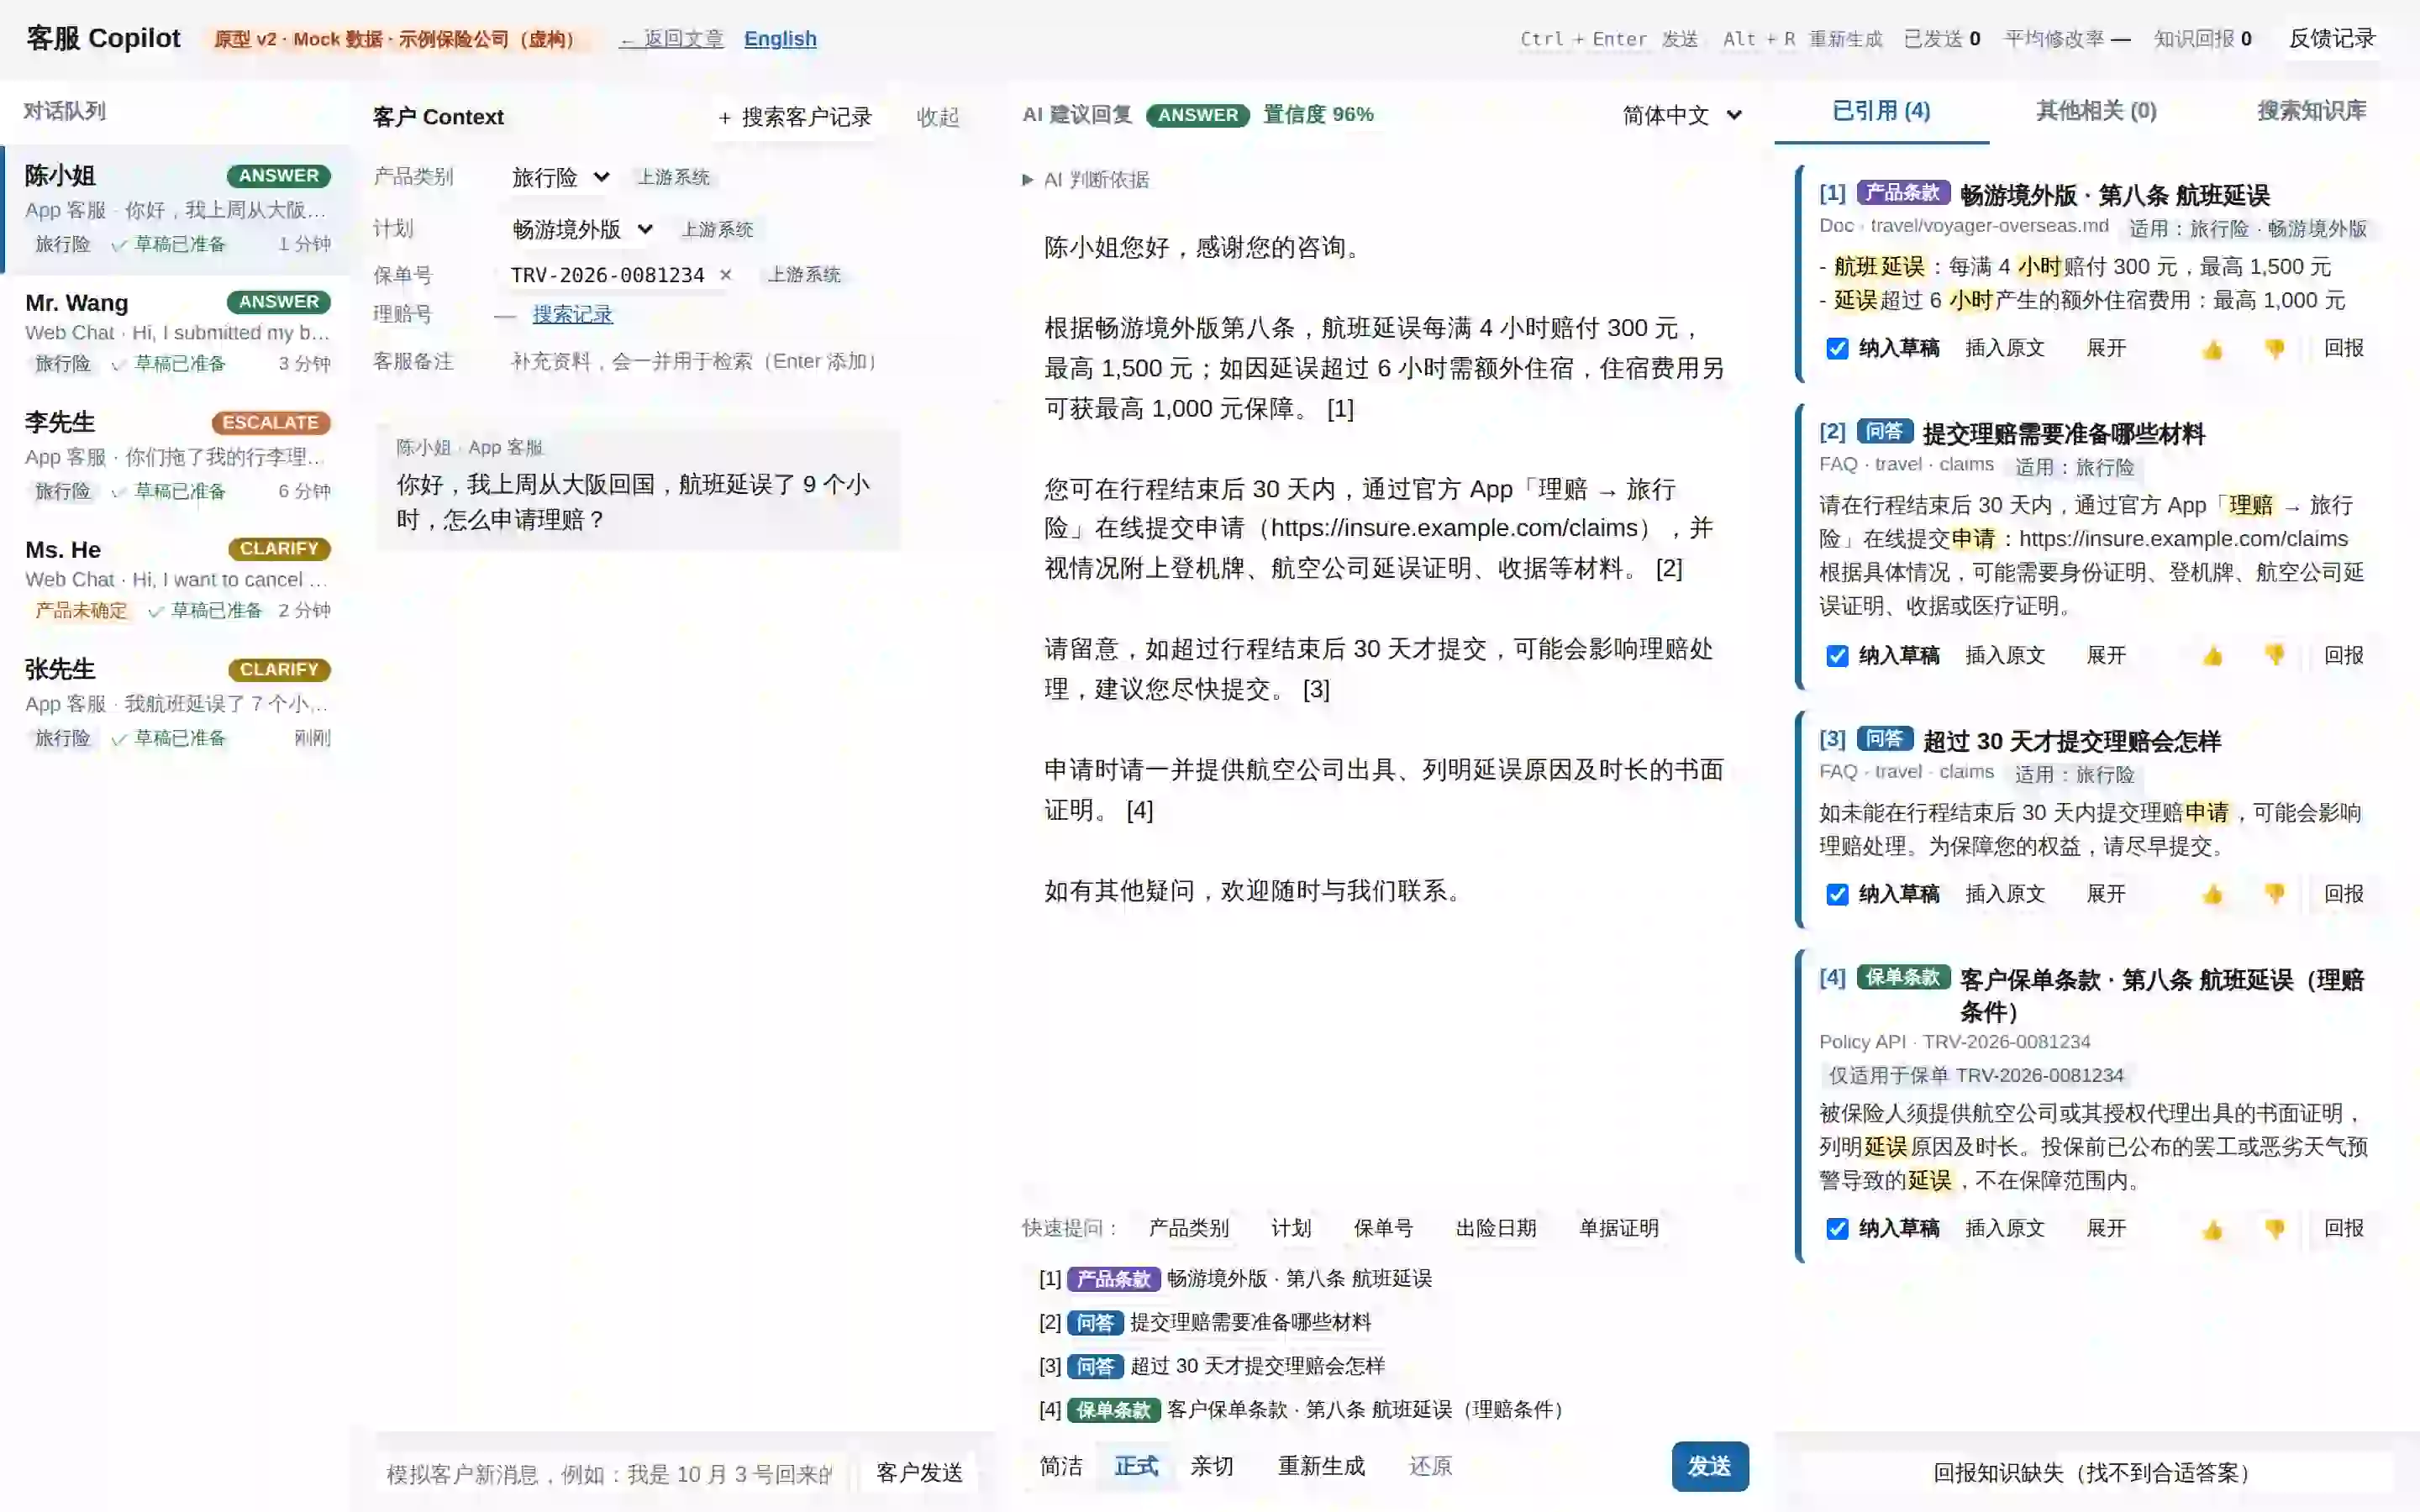 客服 Copilot
原型 v2 · Mock 数据 · 示例保险公司（虚构）
← 返回文章
English
Ctrl + Enter 发送
Alt + R 重新生成
已发送 0
平均修改率 —
知识回报 0
反馈记录
对话队列
陈小姐 ANSWER
App 客服 · 你好，我上周从大阪…
旅行险 ✓ 草稿已准备 1 分钟
Mr. Wang ANSWER
Web Chat · Hi, I submitted my b…
旅行险 ✓ 草稿已准备 3 分钟
李先生 ESCALATE
App 客服 · 你们拖了我的行李理…
旅行险 ✓ 草稿已准备 6 分钟
Ms. He CLARIFY
Web Chat · Hi, I want to cancel …
产品未确定 ✓ 草稿已准备 2 分钟
张先生 CLARIFY
App 客服 · 我航班延误了 7 个小…
旅行险 ✓ 草稿已准备 刚刚
客户 Context
+ 搜索客户记录
收起
产品类别 旅行险 上游系统
计划 畅游境外版 上游系统
保单号 TRV-2026-0081234 × 上游系统
理赔号 — 搜索记录
客服备注 补充资料，会一并用于检索（Enter 添加）
陈小姐 · App 客服
你好，我上周从大阪回国，航班延误了 9 个小
时，怎么申请理赔？
模拟客户新消息，例如：我是 10 月 3 号回来的
客户发送
AI 建议回复 ANSWER 置信度 96%
简体中文
▶ AI 判断依据
陈小姐您好，感谢您的咨询。
根据畅游境外版第八条，航班延误每满 4 小时赔付 300 元，
最高 1,500 元；如因延误超过 6 小时需额外住宿，住宿费用另
可获最高 1,000 元保障。 [1]
您可在行程结束后 30 天内，通过官方 App「理赔 → 旅行
险」在线提交申请（https://insure.example.com/claims），并
视情况附上登机牌、航空公司延误证明、收据等材料。 [2]
请留意，如超过行程结束后 30 天才提交，可能会影响理赔处
理，建议您尽快提交。 [3]
申请时请一并提供航空公司出具、列明延误原因及时长的书面
证明。 [4]
如有其他疑问，欢迎随时与我们联系。
快速提问： 产品类别 计划 保单号 出险日期 单据证明
[1] 产品条款 畅游境外版 · 第八条 航班延误
[2] 问答 提交理赔需要准备哪些材料
[3] 问答 超过 30 天才提交理赔会怎样
[4] 保单条款 客户保单条款 · 第八条 航班延误（理赔条件）
简洁 正式 亲切 重新生成 还原 发送
已引用 (4) 其他相关 (0) 搜索知识库
[1] 产品条款 畅游境外版 · 第八条 航班延误
Doc · travel/voyager-overseas.md 适用：旅行险 · 畅游境外版
- 航班延误：每满 4 小时赔付 300 元，最高 1,500 元
- 延误超过 6 小时产生的额外住宿费用：最高 1,000 元
纳入草稿 插入原文 展开 👍 👎 回报
[2] 问答 提交理赔需要准备哪些材料
FAQ · travel · claims 适用：旅行险
请在行程结束后 30 天内，通过官方 App「理赔 → 旅行
险」在线提交申请：https://insure.example.com/claims
根据具体情况，可能需要身份证明、登机牌、航空公司延
误证明、收据或医疗证明。
纳入草稿 插入原文 展开 👍 👎 回报
[3] 问答 超过 30 天才提交理赔会怎样
FAQ · travel · claims 适用：旅行险
如未能在行程结束后 30 天内提交理赔申请，可能会影响
理赔处理。为保障您的权益，请尽早提交。
纳入草稿 插入原文 展开 👍 👎 回报
[4] 保单条款 客户保单条款 · 第八条 航班延误（理赔
条件）
Policy API · TRV-2026-0081234
仅适用于保单 TRV-2026-0081234
被保险人须提供航空公司或其授权代理出具的书面证明，
列明延误原因及时长。投保前已公布的罢工或恶劣天气预
警导致的延误，不在保障范围内。
纳入草稿 插入原文 展开 👍 👎 回报
回报知识缺失（找不到合适答案）